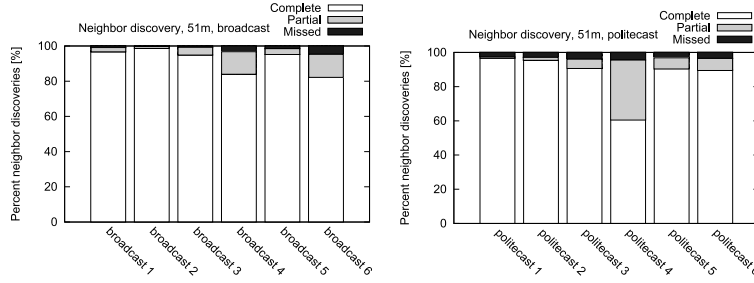 Complete
Partial
Missed
Neighbor discovery, 51m, broadcast
Percent neighbor discoveries [%]
100
80
60
40
20
0
broadcast 1
broadcast 2
broadcast 3
broadcast 4
broadcast 5
broadcast 6
Complete
Partial
Missed
Neighbor discovery, 51m, politecast
Percent neighbor discoveries [%]
100
80
60
40
20
0
politecast 1
politecast 2
politecast 3
politecast 4
politecast 5
politecast 6